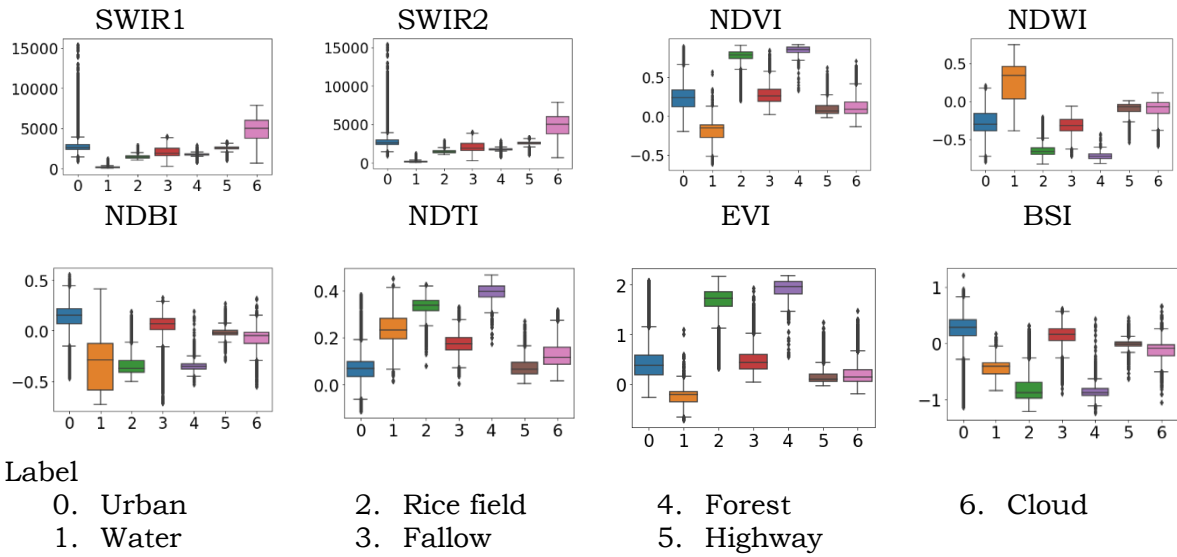 SWIR1 SWIR2 NDVI NDWI
15000 10000 5000 0
0 1 2 3 4 5 6
15000 10000 5000 0
0 1 2 3 4 5 6
0.5 0.0 −0.5
0 1 2 3 4 5 6
0.5 0.0 −0.5
0 1 2 3 4 5 6
NDBI NDTI EVI BSI
0.5 0.0 −0.5
0 1 2 3 4 5 6
0.4 0.2 0.0
0 1 2 3 4 5 6
2 1 0
0 1 2 3 4 5 6
1 0 −1
0 1 2 3 4 5 6
Label
0. Urban 2. Rice field 4. Forest 6. Cloud
1. Water 3. Fallow 5. Highway